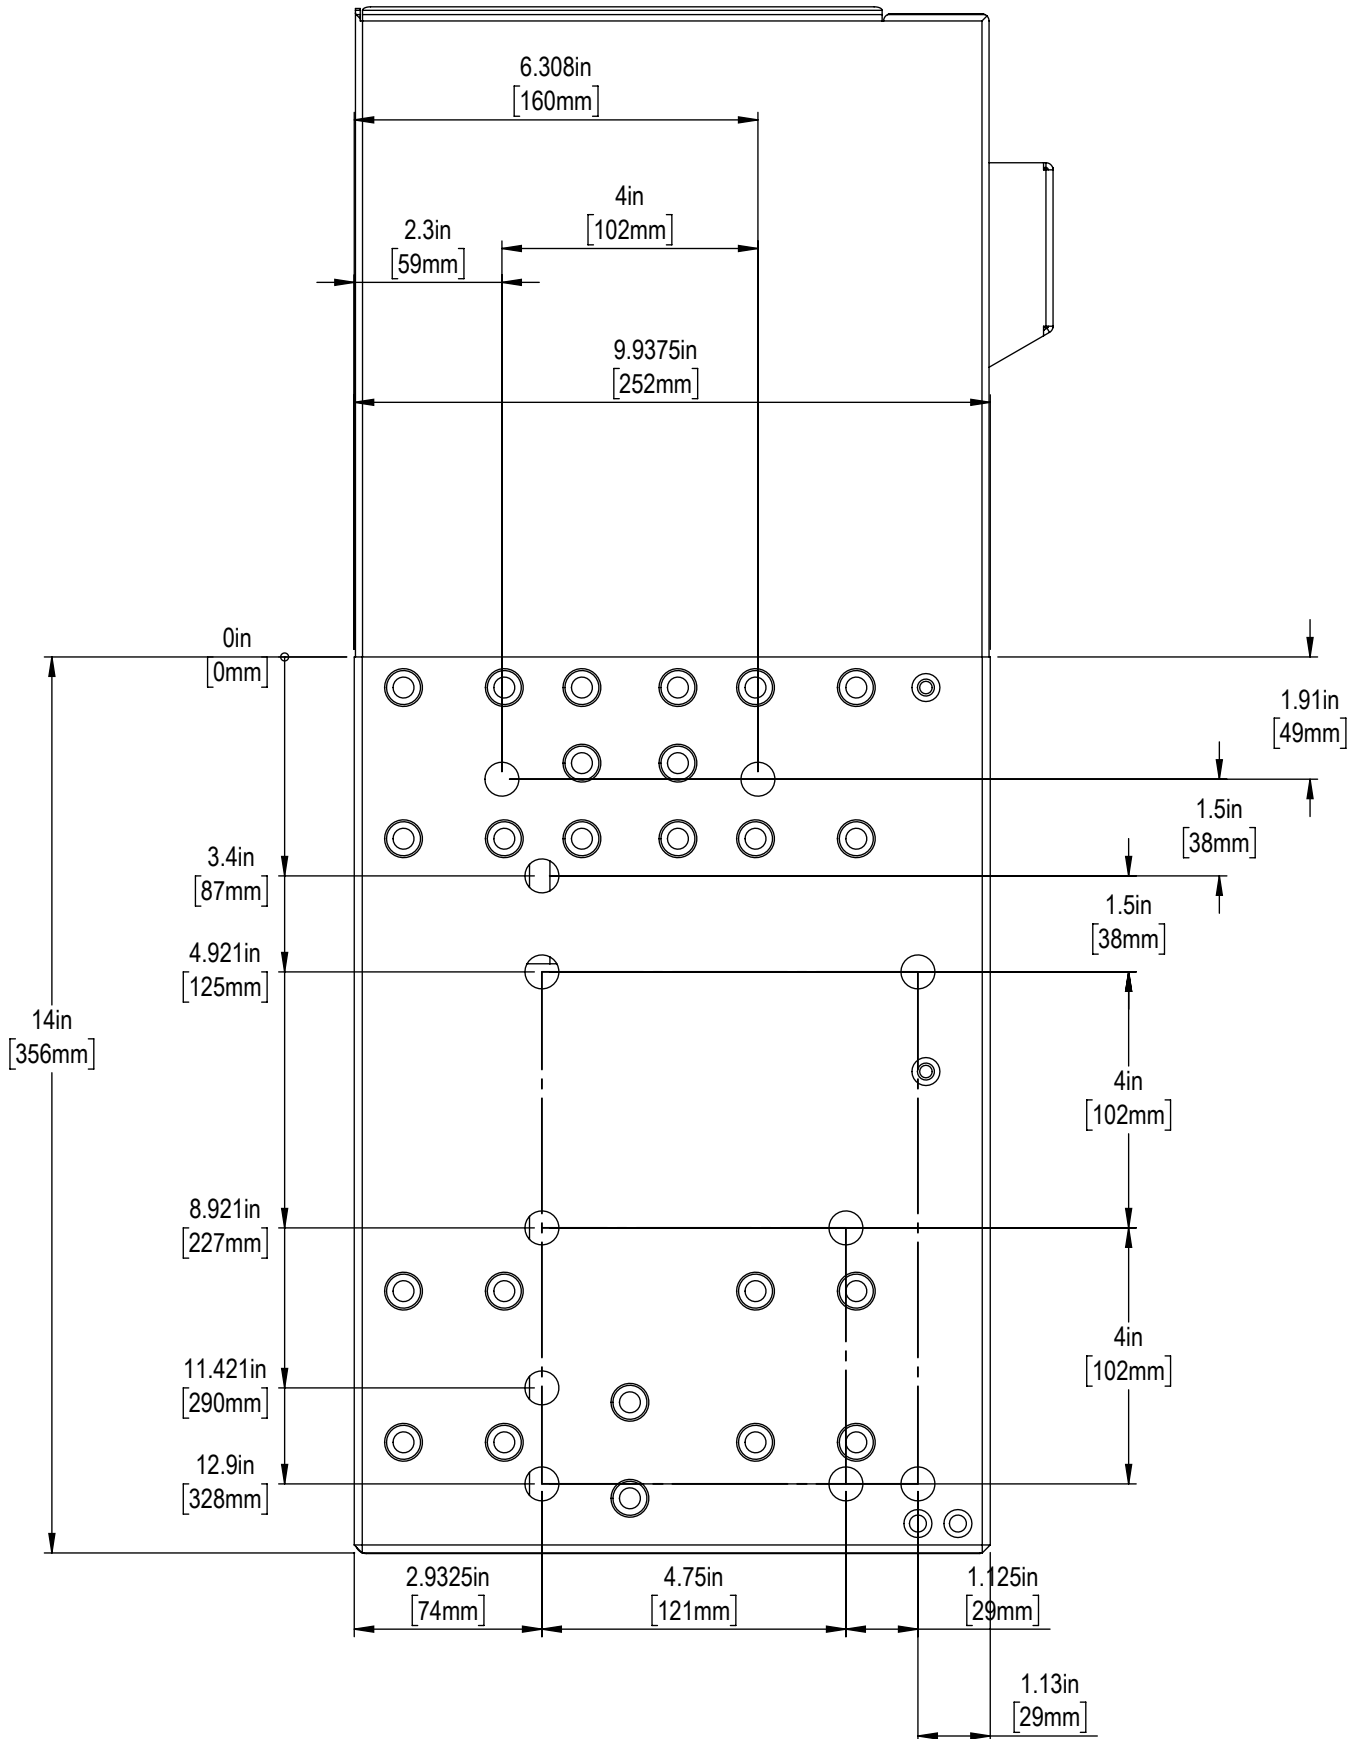 6.308in
[160mm]
4in
[102mm]
2.3in
[59mm]
9.9375in
[252mm]
0in
[0mm]
1.91in
[49mm]
1.5in
[38mm]
3.4in
[87mm]
1.5in
[38mm]
4.921in
[125mm]
14in
[356mm]
4in
[102mm]
8.921in
[227mm]
4in
[102mm]
11.421in
[290mm]
12.9in
[328mm]
2.9325in
[74mm]
4.75in
[121mm]
1.125in
[29mm]
1.13in
[29mm]